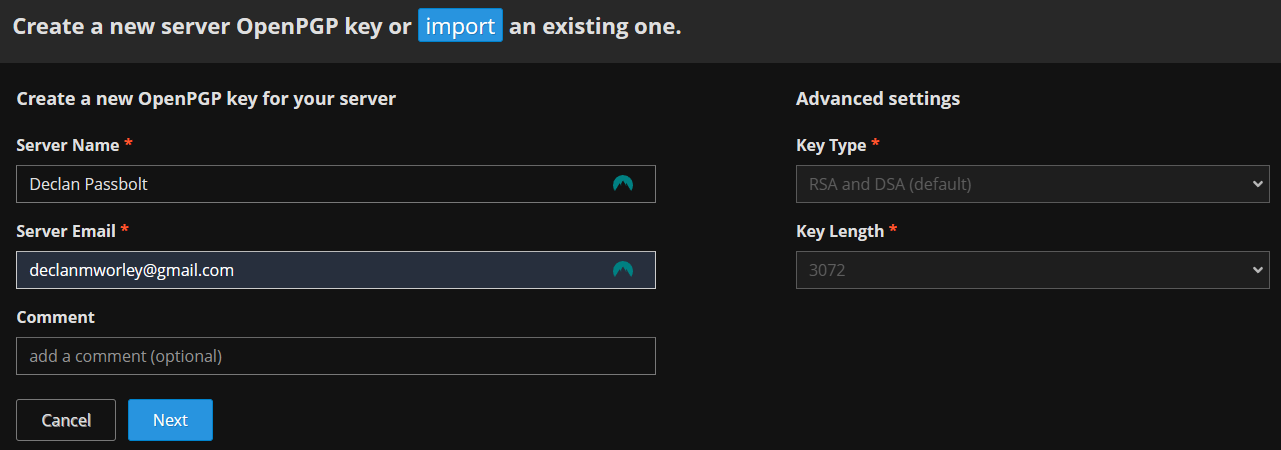 Create a new server OpenPGP key or import an existing one.
Create a new OpenPGP key for your server
Server Name *
Declan Passbolt
Server Email *
declanmworley@gmail.com
Comment
add a comment (optional)
Cancel
Next
Advanced settings
Key Type *
RSA and DSA (default)
Key Length *
3072